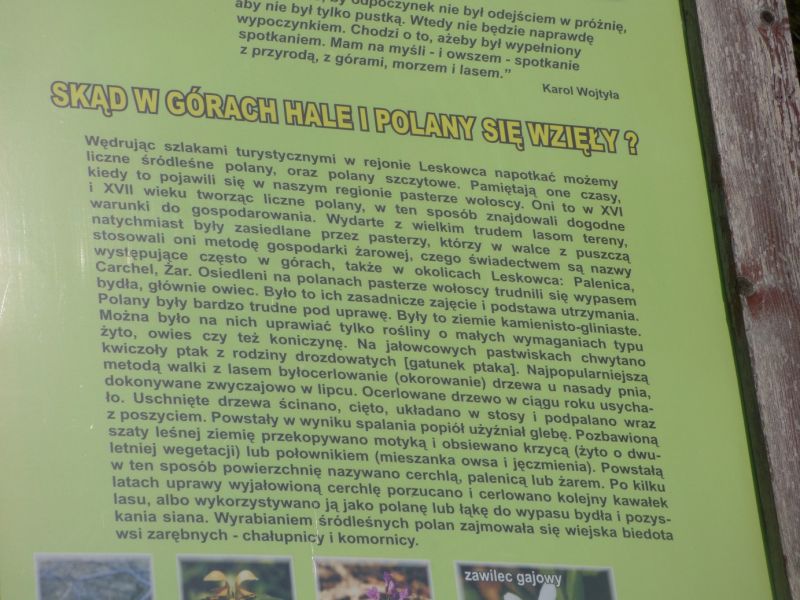 by odpoczynek nie był odejściem w próżnię,
aby nie był tylko pustką. Wtedy nie będzie naprawdę
wypoczynkiem. Chodzi o to, ażeby był wypełniony
spotkaniem. Mam na myśli - i owszem - spotkanie
z przyrodą, z górami, morzem i lasem.”
Karol Wojtyła
SKĄD W GÓRACH HALE I POLANY SIĘ WZIĘŁY ?
Wędrując szlakami turystycznymi w rejonie Leskowca napotkać możemy
liczne śródleśne polany, oraz polany szczytowe. Pamiętają one czasy,
kiedy to pojawili się w naszym regionie pasterze wołoscy. Oni to w XVI
i XVII wieku tworząc liczne polany, w ten sposób znajdowali dogodne
warunki do gospodarowania. Wydarte z wielkim trudem lasom tereny,
natychmiast były zasiedlane przez pasterzy, którzy w walce z puszczą
stosowali oni metodę gospodarki żarowej, czego świadectwem są nazwy
występujące często w górach, także w okolicach Leskowca: Palenica,
Carchel, Żar. Osiedleni na polanach pasterze wołoscy trudnili się wypasem
bydła, głównie owiec. Było to ich zasadnicze zajęcie i podstawa utrzymania.
Polany były bardzo trudne pod uprawę. Były to ziemie kamienisto-gliniaste.
Można było na nich uprawiać tylko rośliny o małych wymaganiach typu
żyto, owies czy też koniczynę. Na jałowcowych pastwiskach chwytano
kwiczoły ptak z rodziny drozdowatych [gatunek ptaka]. Najpopularniejszą
metodą walki z lasem byłocerlowanie (okorowanie) drzewa u nasady pnia,
dokonywane zwyczajowo w lipcu. Ocerlowane drzewo w ciągu roku usycha-
ło. Uschnięte drzewa ścinano, cięto, układano w stosy i podpalano wraz
z poszyciem. Powstały w wyniku spalania popiół użyźniał glebę. Pozbawioną
szaty leśnej ziemię przekopywano motyką i obsiewano krzycą (żyto o dwu-
letniej wegetacji) lub połownikiem (mieszanka owsa i jęczmienia). Powstałą
w ten sposób powierzchnię nazywano cerchlą, palenicą lub żarem. Po kilku
latach uprawy wyjałowioną cerchlę porzucano i cerlowano kolejny kawałek
lasu, albo wykorzystywano ją jako polanę lub łąkę do wypasu bydła i pozys-
kania siana. Wyrabianiem śródleśnych polan zajmowała się wiejska biedota
wsi zarębnych - chałupnicy i komornicy.
zawilec gajowy